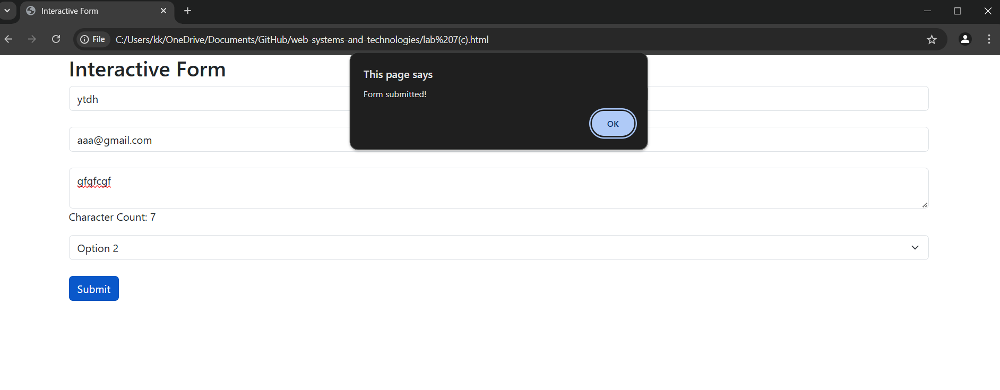 Interactive Form
File C:/Users/kk/OneDrive/Documents/GitHub/web-systems-and-technologies/lab%207(c).html
Interactive Form
This page says
Form submitted!
OK
ytdh
aaa@gmail.com
gfgfcgf
Character Count: 7
Option 2
Submit